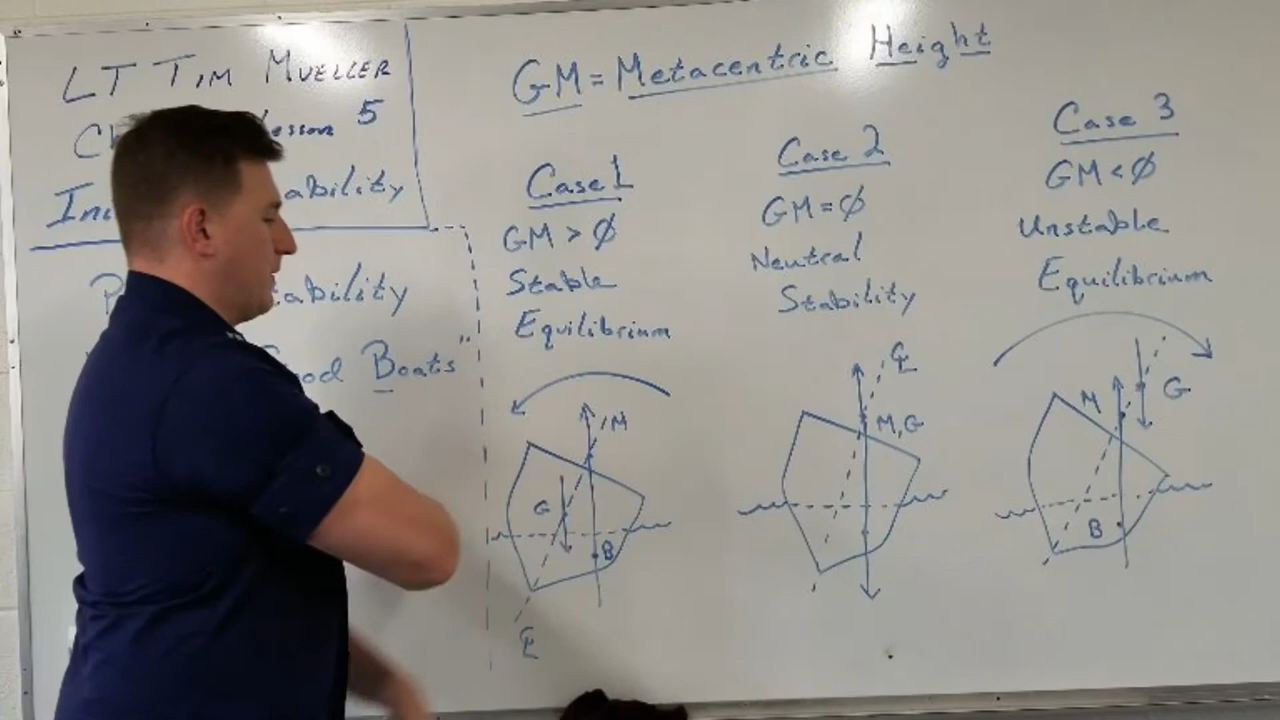 LT TIM MUELLER
5
ability
ability
ood Boats"
GM = Metacentric Height
Case 1
GM > Ø
Stable
Equilibrium
M
G
B
℄
Case 2
GM = Ø
Neutral
Stability
℄
M, G
Case 3
GM < Ø
Unstable
Equilibrium
M
G
B